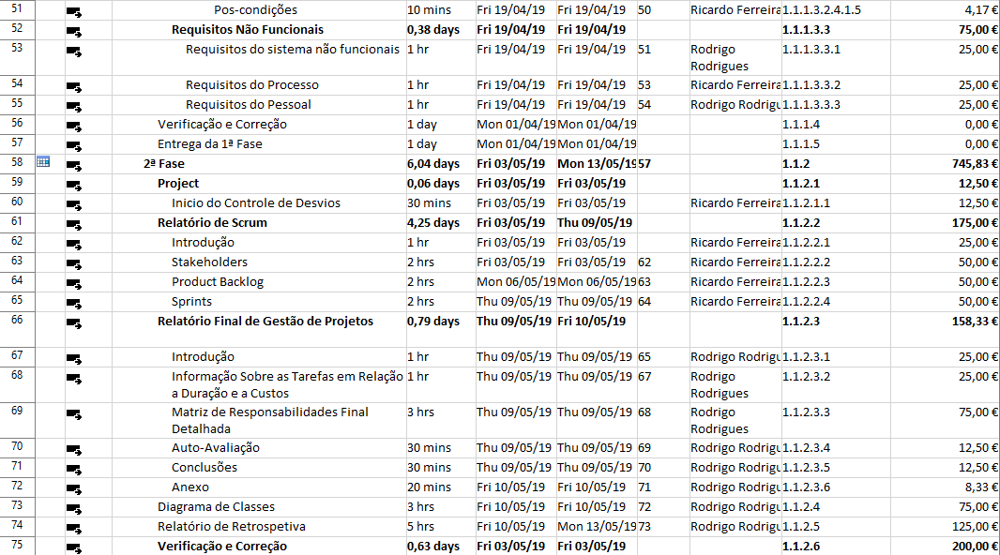 51 Pos-condições 10 mins Fri 19/04/19 Fri 19/04/19 50 Ricardo Ferreira 1.1.1.3.2.4.1.5 4,17 €
52 Requisitos Não Funcionais 0,38 days Fri 19/04/19 Fri 19/04/19 1.1.1.3.3 75,00 €
53 Requisitos do sistema não funcionais 1 hr Fri 19/04/19 Fri 19/04/19 51 Rodrigo 1.1.1.3.3.1 25,00 €
Rodrigues
54 Requisitos do Processo 1 hr Fri 19/04/19 Fri 19/04/19 53 Ricardo Ferreira 1.1.1.3.3.2 25,00 €
55 Requisitos do Pessoal 1 hr Fri 19/04/19 Fri 19/04/19 54 Rodrigo Rodrigu 1.1.1.3.3.3 25,00 €
56 Verificação e Correção 1 day Mon 01/04/19 Mon 01/04/19 1.1.1.4 0,00 €
57 Entrega da 1ª Fase 1 day Mon 01/04/19 Mon 01/04/19 1.1.1.5 0,00 €
58 2ª Fase 6,04 days Fri 03/05/19 Mon 13/05/19 57 1.1.2 745,83 €
59 Project 0,06 days Fri 03/05/19 Fri 03/05/19 1.1.2.1 12,50 €
60 Inicio do Controle de Desvios 30 mins Fri 03/05/19 Fri 03/05/19 Ricardo Ferreira 1.1.2.1.1 12,50 €
61 Relatório de Scrum 4,25 days Fri 03/05/19 Thu 09/05/19 1.1.2.2 175,00 €
62 Introdução 1 hr Fri 03/05/19 Fri 03/05/19 Ricardo Ferreira 1.1.2.2.1 25,00 €
63 Stakeholders 2 hrs Fri 03/05/19 Fri 03/05/19 62 Ricardo Ferreira 1.1.2.2.2 50,00 €
64 Product Backlog 2 hrs Mon 06/05/19 Mon 06/05/19 63 Ricardo Ferreira 1.1.2.2.3 50,00 €
65 Sprints 2 hrs Thu 09/05/19 Thu 09/05/19 64 Ricardo Ferreira 1.1.2.2.4 50,00 €
66 Relatório Final de Gestão de Projetos 0,79 days Thu 09/05/19 Fri 10/05/19 1.1.2.3 158,33 €
67 Introdução 1 hr Thu 09/05/19 Thu 09/05/19 65 Rodrigo Rodrigu 1.1.2.3.1 25,00 €
68 Informação Sobre as Tarefas em Relação 1 hr Thu 09/05/19 Thu 09/05/19 67 Rodrigo 1.1.2.3.2 25,00 €
a Duração e a Custos Rodrigues
69 Matriz de Responsabilidades Final 3 hrs Thu 09/05/19 Thu 09/05/19 68 Rodrigo 1.1.2.3.3 75,00 €
Detalhada Rodrigues
70 Auto-Avaliação 30 mins Thu 09/05/19 Thu 09/05/19 69 Rodrigo Rodrigu 1.1.2.3.4 12,50 €
71 Conclusões 30 mins Thu 09/05/19 Thu 09/05/19 70 Rodrigo Rodrigu 1.1.2.3.5 12,50 €
72 Anexo 20 mins Fri 10/05/19 Fri 10/05/19 71 Rodrigo Rodrigu 1.1.2.3.6 8,33 €
73 Diagrama de Classes 3 hrs Fri 10/05/19 Fri 10/05/19 72 Rodrigo Rodrigu 1.1.2.4 75,00 €
74 Relatório de Retrospetiva 5 hrs Fri 10/05/19 Mon 13/05/19 73 Rodrigo Rodrigu 1.1.2.5 125,00 €
75 Verificação e Correção 0,63 days Fri 03/05/19 Fri 03/05/19 1.1.2.6 200,00 €